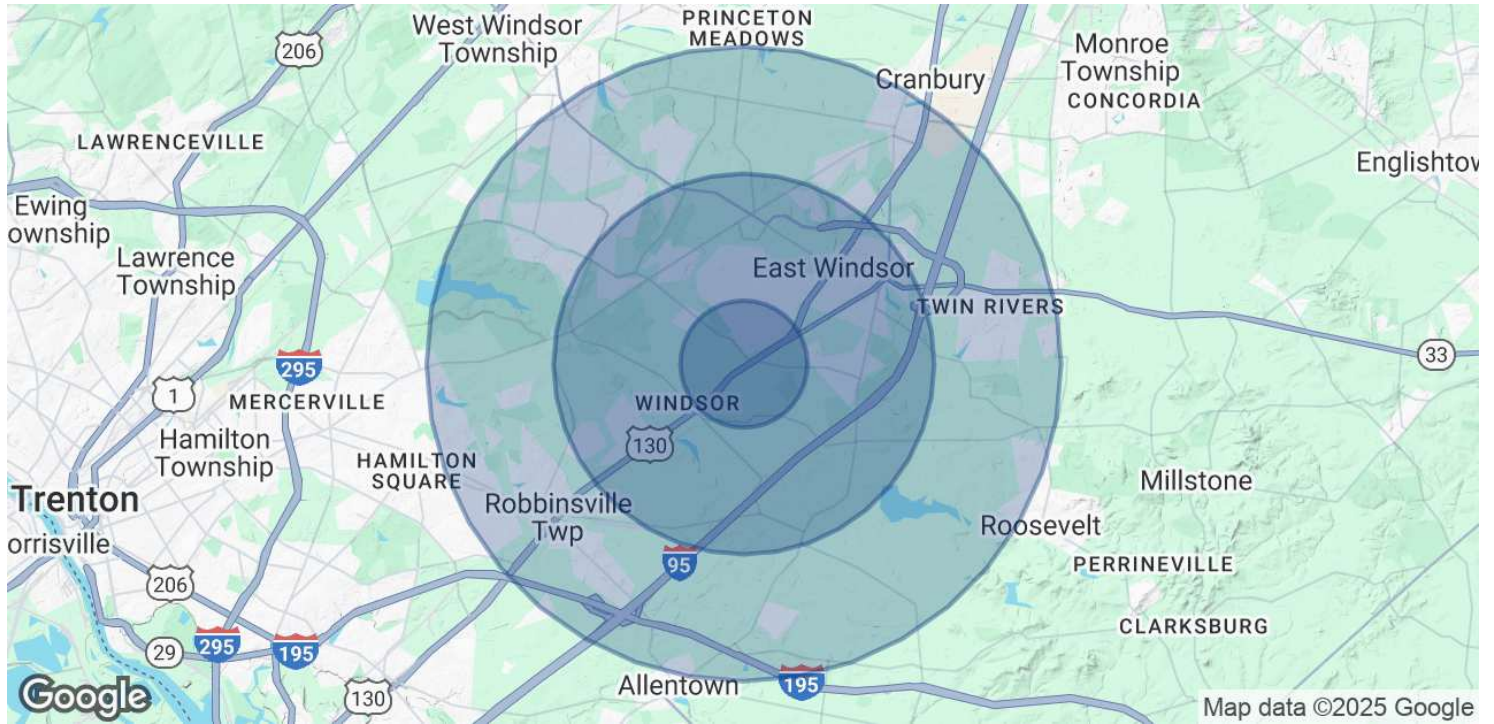 PRINCETON
MEADOWS
West Windsor
Township
206
Monroe
Township
CONCORDIA
Cranbury
LAWRENCEVILLE
Englishtow
Ewing
ownship
Lawrence
Township
East Windsor
TWIN RIVERS
33
295
1
MERCERVILLE
WINDSOR
Hamilton
Township
130
HAMILTON
SQUARE
Trenton
orrisville
Robbinsville
Twp
Millstone
Roosevelt
95
PERRINEVILLE
206
CLARKSBURG
295
195
29
130
Allentown
195
Google
Map data ©2025 Google